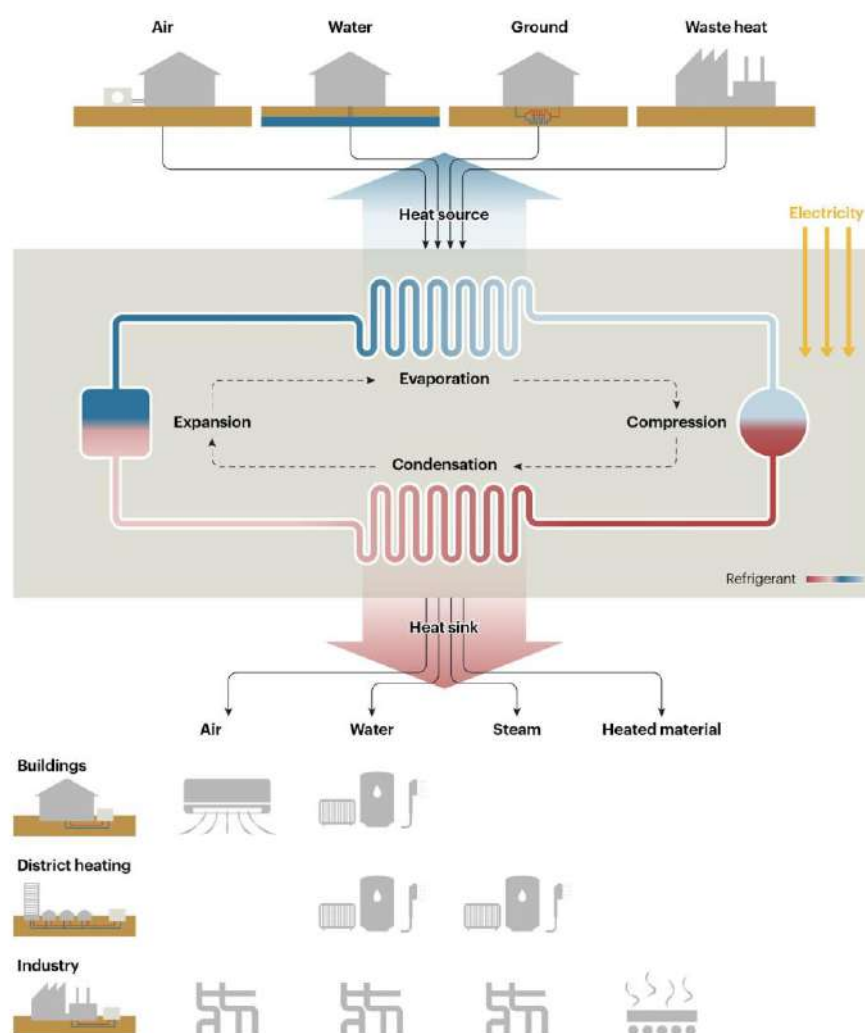 Air Water Ground Waste heat
Heat source
Electricity
Evaporation
Expansion Compression
Condensation
Refrigerant
Heat sink
Air Water Steam Heated material
Buildings
District heating
Industry